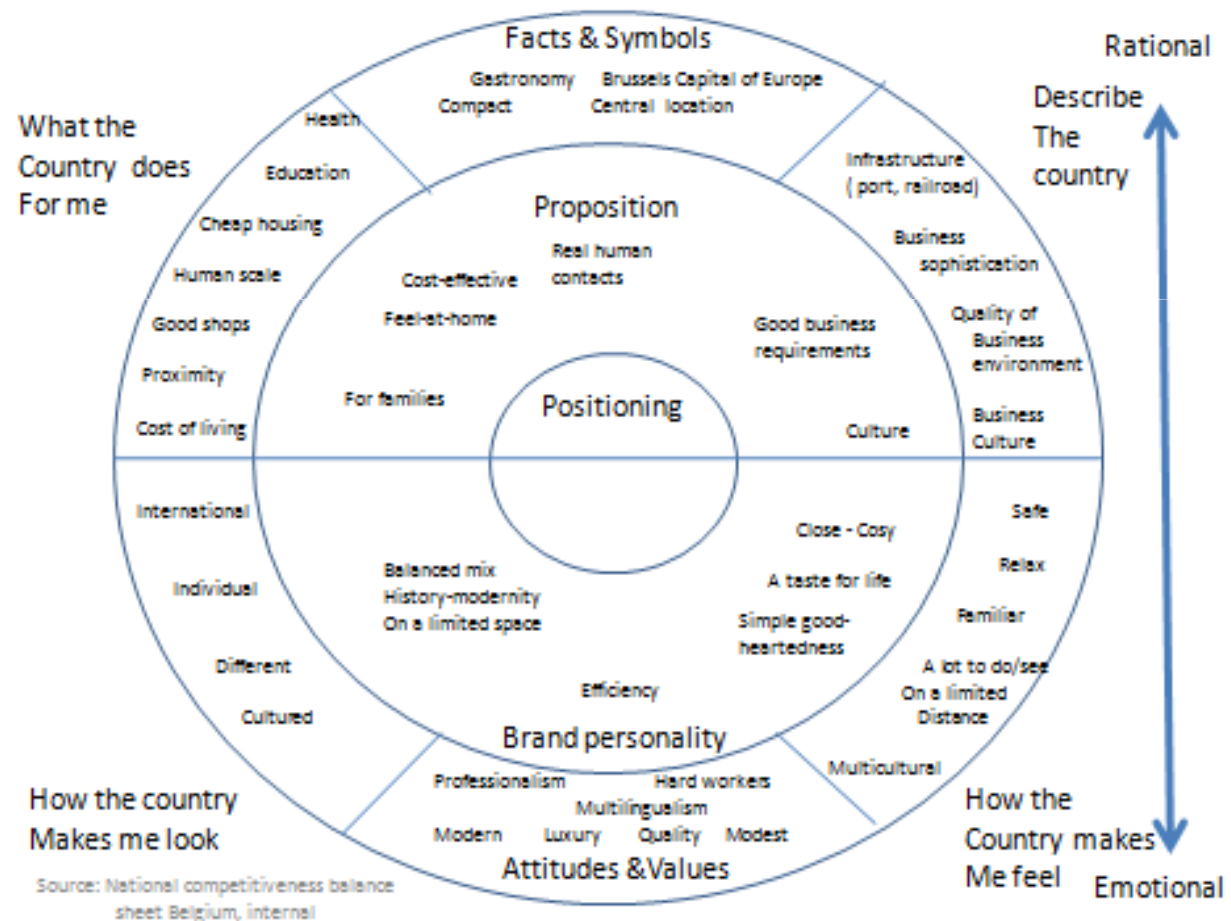 Facts & Symbols
Gastronomy
Brussels Capital of Europe
Compact
Central location
Rational
Describe
The
country
What the
Country does
For me
Health
Education
Cheap housing
Human scale
Good shops
Proximity
Cost of living
Infrastructure
( port, railroad)
Business
sophistication
Quality of
Business
environment
Business
Culture
Proposition
Real human
contacts
Cost-effective
Feel-at-home
For families
Good business
requirements
Culture
Positioning
International
Individual
Different
Cultured
Balanced mix
History-modernity
On a limited space
Close - Cosy
A taste for life
Simple good-
heartedness
Efficiency
Brand personality
Safe
Relax
Familiar
A lot to do/see
On a limited
Distance
Multicultural
Professionalism
Hard workers
Multilingualism
Modern
Luxury
Quality
Modest
Attitudes &Values
How the country
Makes me look
How the
Country makes
Me feel
Emotional
Source: National competitiveness balance
sheet Belgium, internal